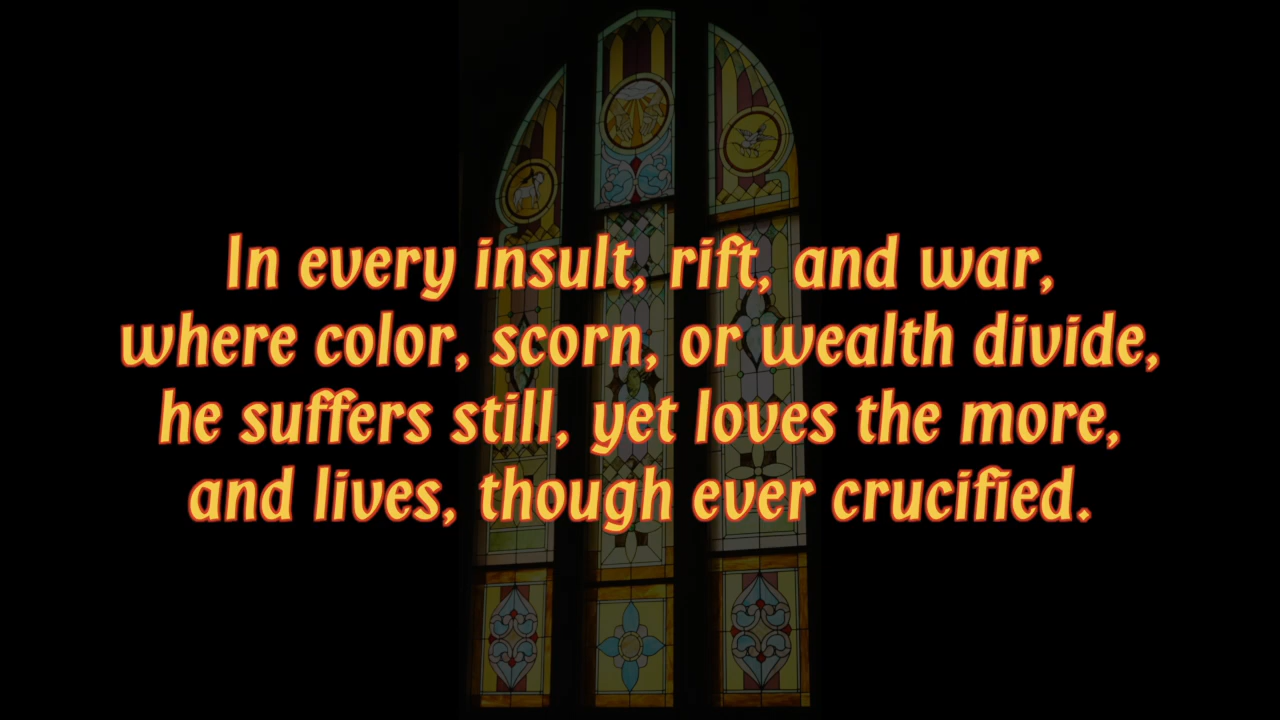 In every insult, rift, and war,
where color, scorn, or wealth divide,
he suffers still, yet loves the more,
and lives, though ever crucified.